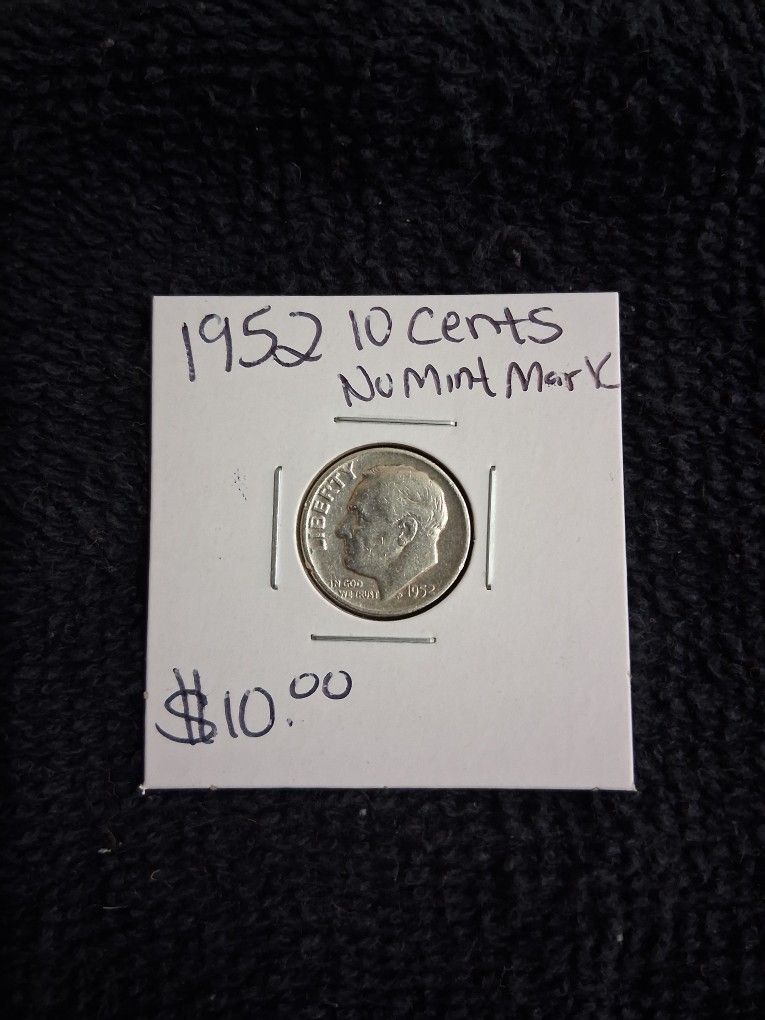 1952 10 cents
No Mint Mark
LIBERTY
IN GOD
WE TRUST
1952
$10.00